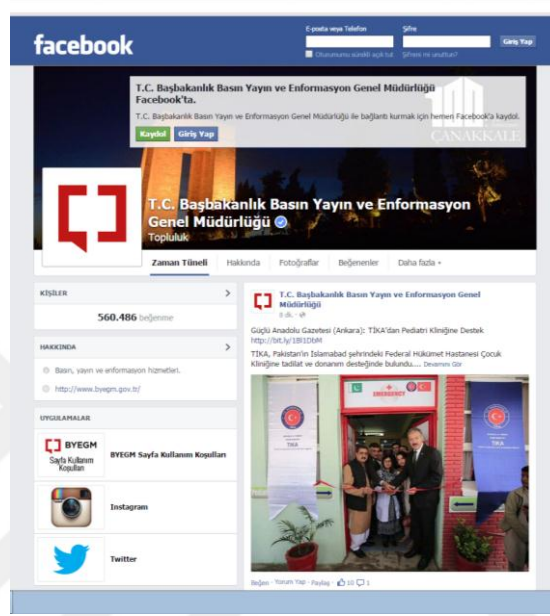 facebook
E-posta veya Telefon
Şifre
Oturumumu sürekli açık tut
Şifreni mi unuttun?
Giriş Yap
T.C. Başbakanlık Basın Yayın ve Enformasyon Genel Müdürlüğü
Facebook'ta.
T.C. Başbakanlık Basın Yayın ve Enformasyon Genel Müdürlüğü ile bağlantı kurmak için hemen Facebook'a kaydol.
Kaydol
Giriş Yap
100
ÇANAKKALE
T.C. Başbakanlık Basın Yayın ve Enformasyon
Genel Müdürlüğü
Topluluk
Zaman Tüneli
Hakkında
Fotoğraflar
Beğenenler
Daha fazla
KİŞİLER
560.486 beğenme
HAKKINDA
Basın, yayın ve enformasyon hizmetleri.
http://www.byegm.gov.tr/
UYGULAMALAR
BYEGM
Sayfa Kullanım
Koşulları
BYEGM Sayfa Kullanım Koşulları
Instagram
Twitter
T.C. Başbakanlık Basın Yayın ve Enformasyon Genel
Müdürlüğü
Güçlü Anadolu Gazetesi (Ankara): TİKA'dan Pediatri Kliniğine Destek
TİKA, Pakistan'ın İslamabad şehrindeki Federal Hükümet Hastanesi Çocuk
Kliniğine tadilat ve donanım desteğinde bulundu.... Devamını Gör
EMERGENCY
TIKA
TIKA
Beğen · Yorum Yap · Paylaş · 10 1